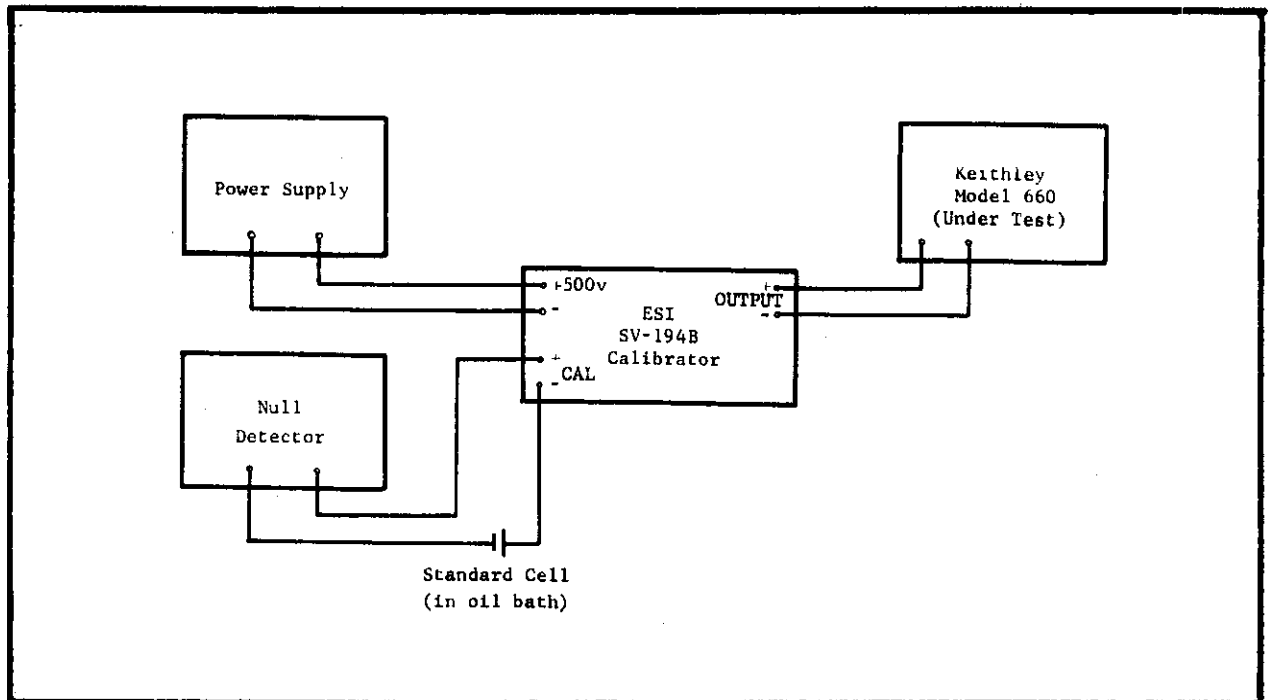 Power Supply
Keithley
Model 660
(Under Test)
+500v
-
+
OUTPUT
-
ESI
SV-194B
Calibrator
+
CAL
-
Null
Detector
Standard Cell
(in oil bath)